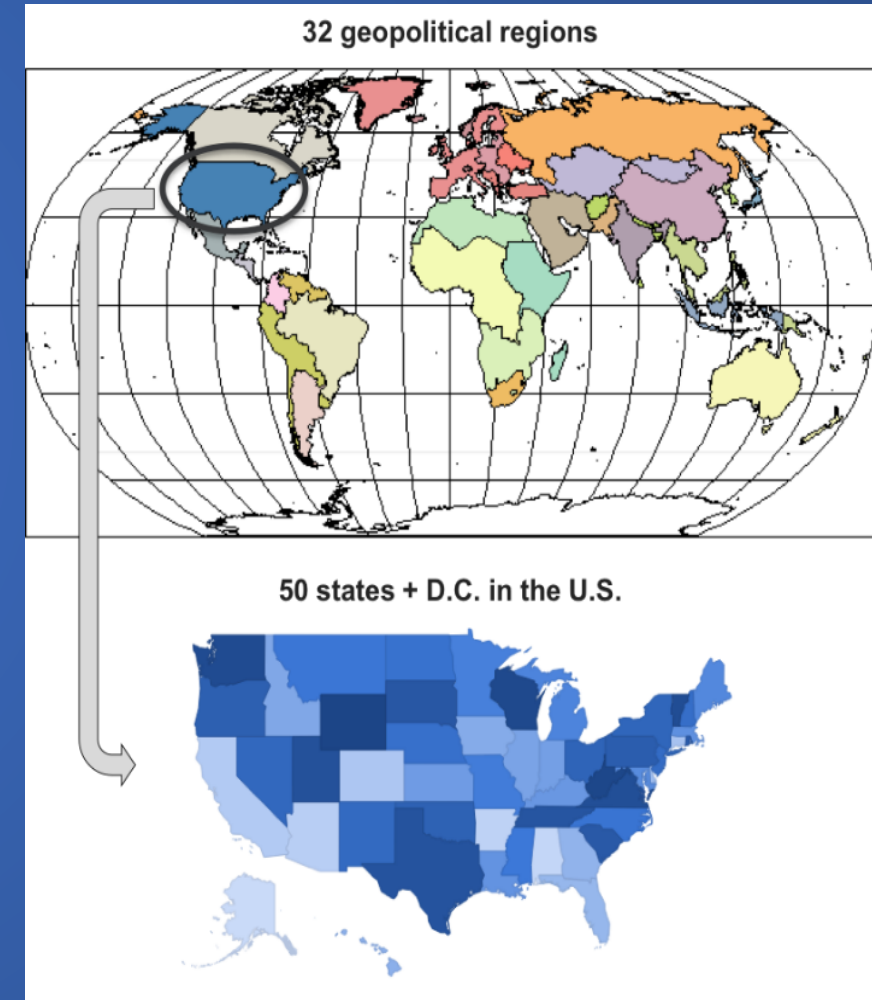 32 geopolitical regions
50 states + D.C. in the U.S.